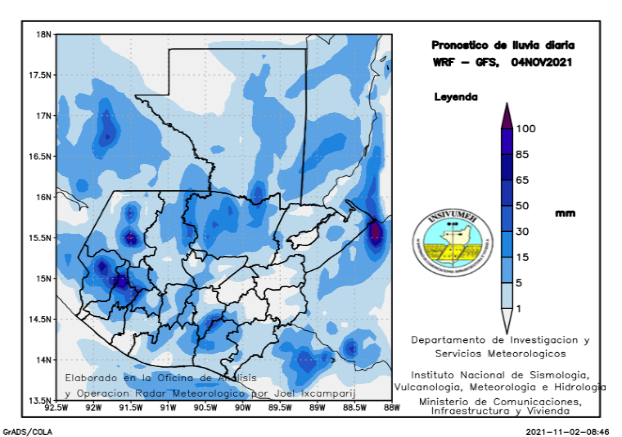 Pronostico de lluvia diaria
WRF - GFS, 04NOV2021
Leyenda
100
85
65
50
30
15
5
1
mm
INSIVUMEH
Departamento de Investigacion y
Servicios Meteorologicos
Instituto Nacional de Sismologia,
Vulcanologia, Meteorologia e Hidrologia
Ministerio de Comunicaciones,
Infraestructura y Vivienda
18N
17.5N
17N
16.5N
16N
15.5N
15N
14.5N
14N
13.5N
92.5W 92W 91.5W 91W 90.5W 90W 89.5W 89W 88.5W 88W
Elaborado en la Oficina de Analisis
y Operacion Radar Meteorologico por Joel Ixcamparij
GrADS/COLA
2021-11-02-08:46